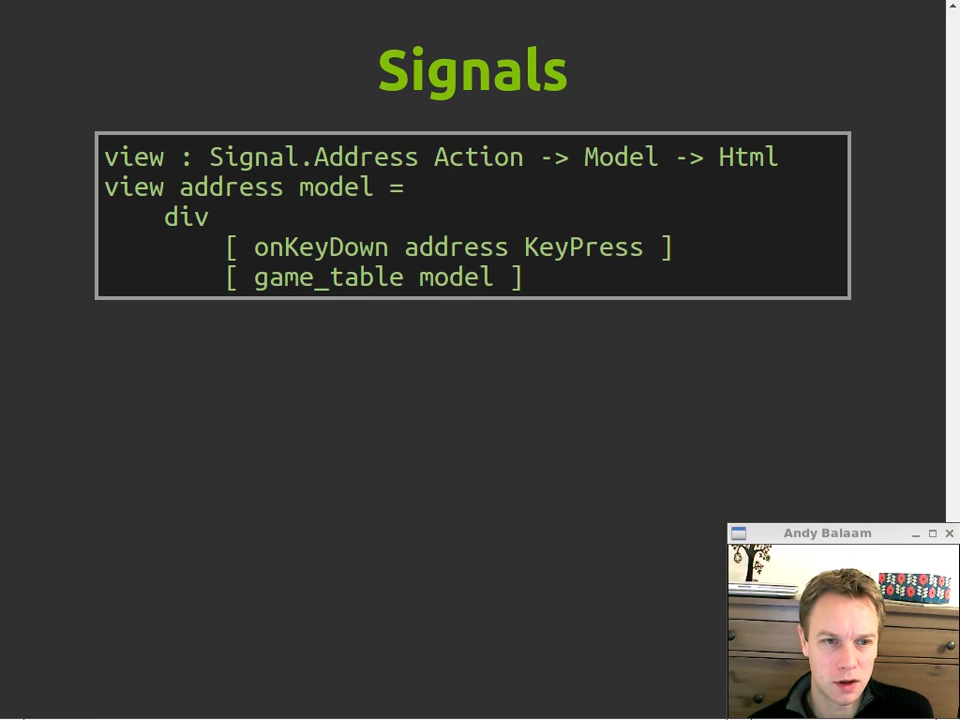 Signals
view : Signal.Address Action -> Model -> Html
view address model =
    div
        [ onKeyDown address KeyPress ]
        [ game_table model ]
Andy Balaam